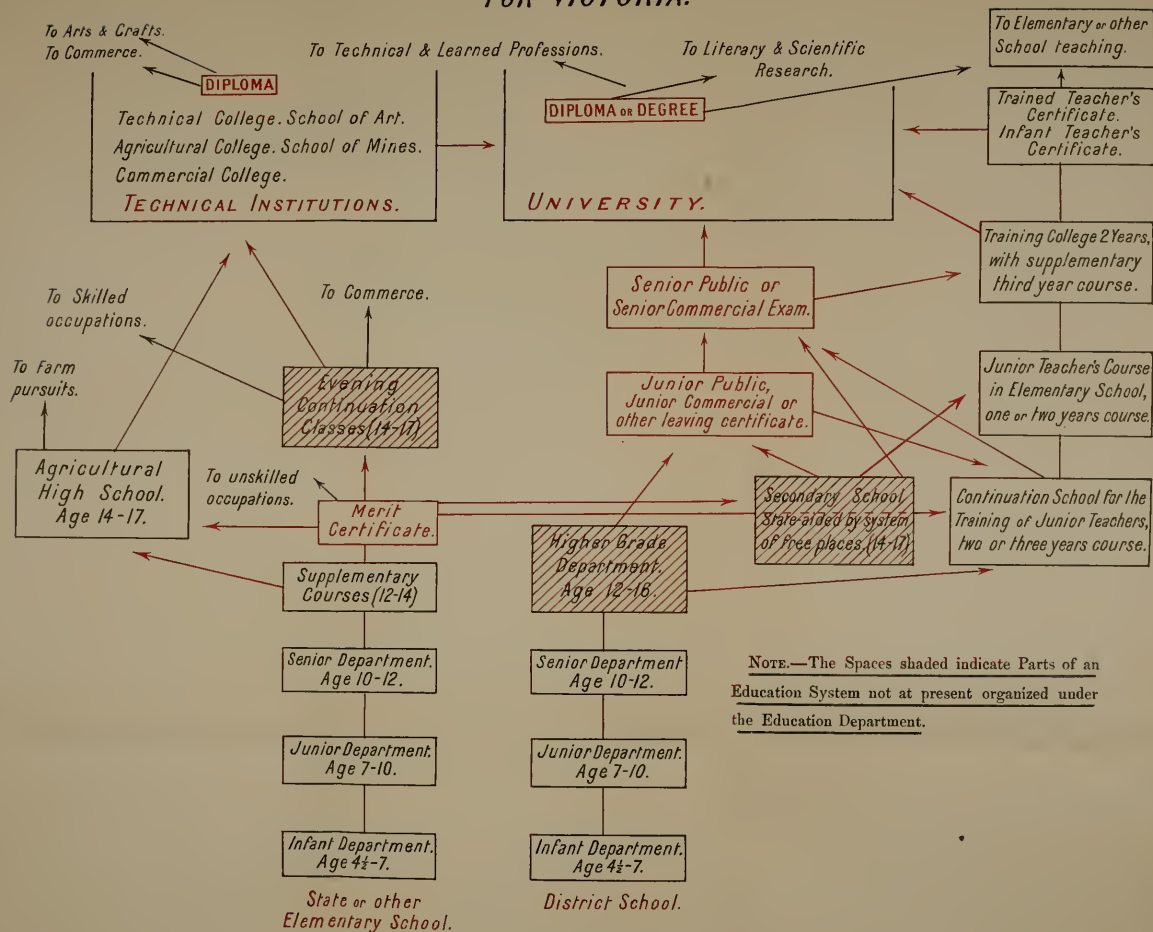 FOR VICTORIA.
To Arts & Crafts.
To Commerce.
DIPLOMA
Technical College. School of Art.
Agricultural College. School of Mines.
Commercial College.
TECHNICAL INSTITUTIONS.
To Technical & Learned Professions.
To Literary & Scientific
Research.
DIPLOMA OR DEGREE
UNIVERSITY.
To Elementary or other
School teaching.
Trained Teacher's
Certificate.
Infant Teacher's
Certificate.
Training College 2 Years,
with supplementary
third year course.
Senior Public or
Senior Commercial Exam.
To Skilled
occupations.
To Commerce.
To Farm
pursuits.
Evening
Continuation
Classes (14-17)
Junior Public,
Junior Commercial or
other leaving certificate.
Junior Teacher's Course
in Elementary School,
one or two years course.
Agricultural
High School.
Age 14-17.
To unskilled
occupations.
Merit
Certificate.
Secondary School
State-aided by system
of free places (14-17)
Continuation School for the
Training of Junior Teachers,
two or three years course.
Higher Grade
Department.
Age 12-16.
Supplementary
Courses (12-14)
Senior Department.
Age 10-12.
Senior Department
Age 10-12.
NOTE.—The Spaces shaded indicate Parts of an
Education System not at present organized under
the Education Department.
Junior Department.
Age 7-10.
Junior Department.
Age 7-10.
Infant Department.
Age 4½-7.
Infant Department.
Age 4½-7.
State or other
Elementary School.
District School.